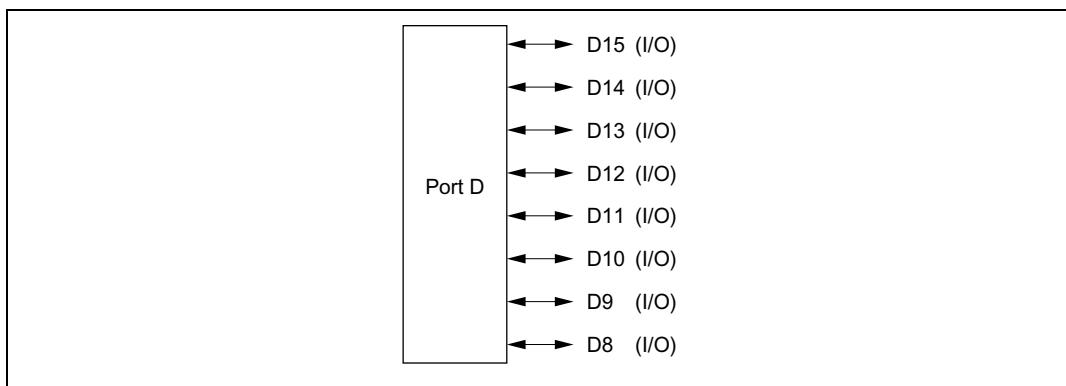 D15 (I/O)
D14 (I/O)
D13 (I/O)
D12 (I/O)
Port D
D11 (I/O)
D10 (I/O)
D9 (I/O)
D8 (I/O)